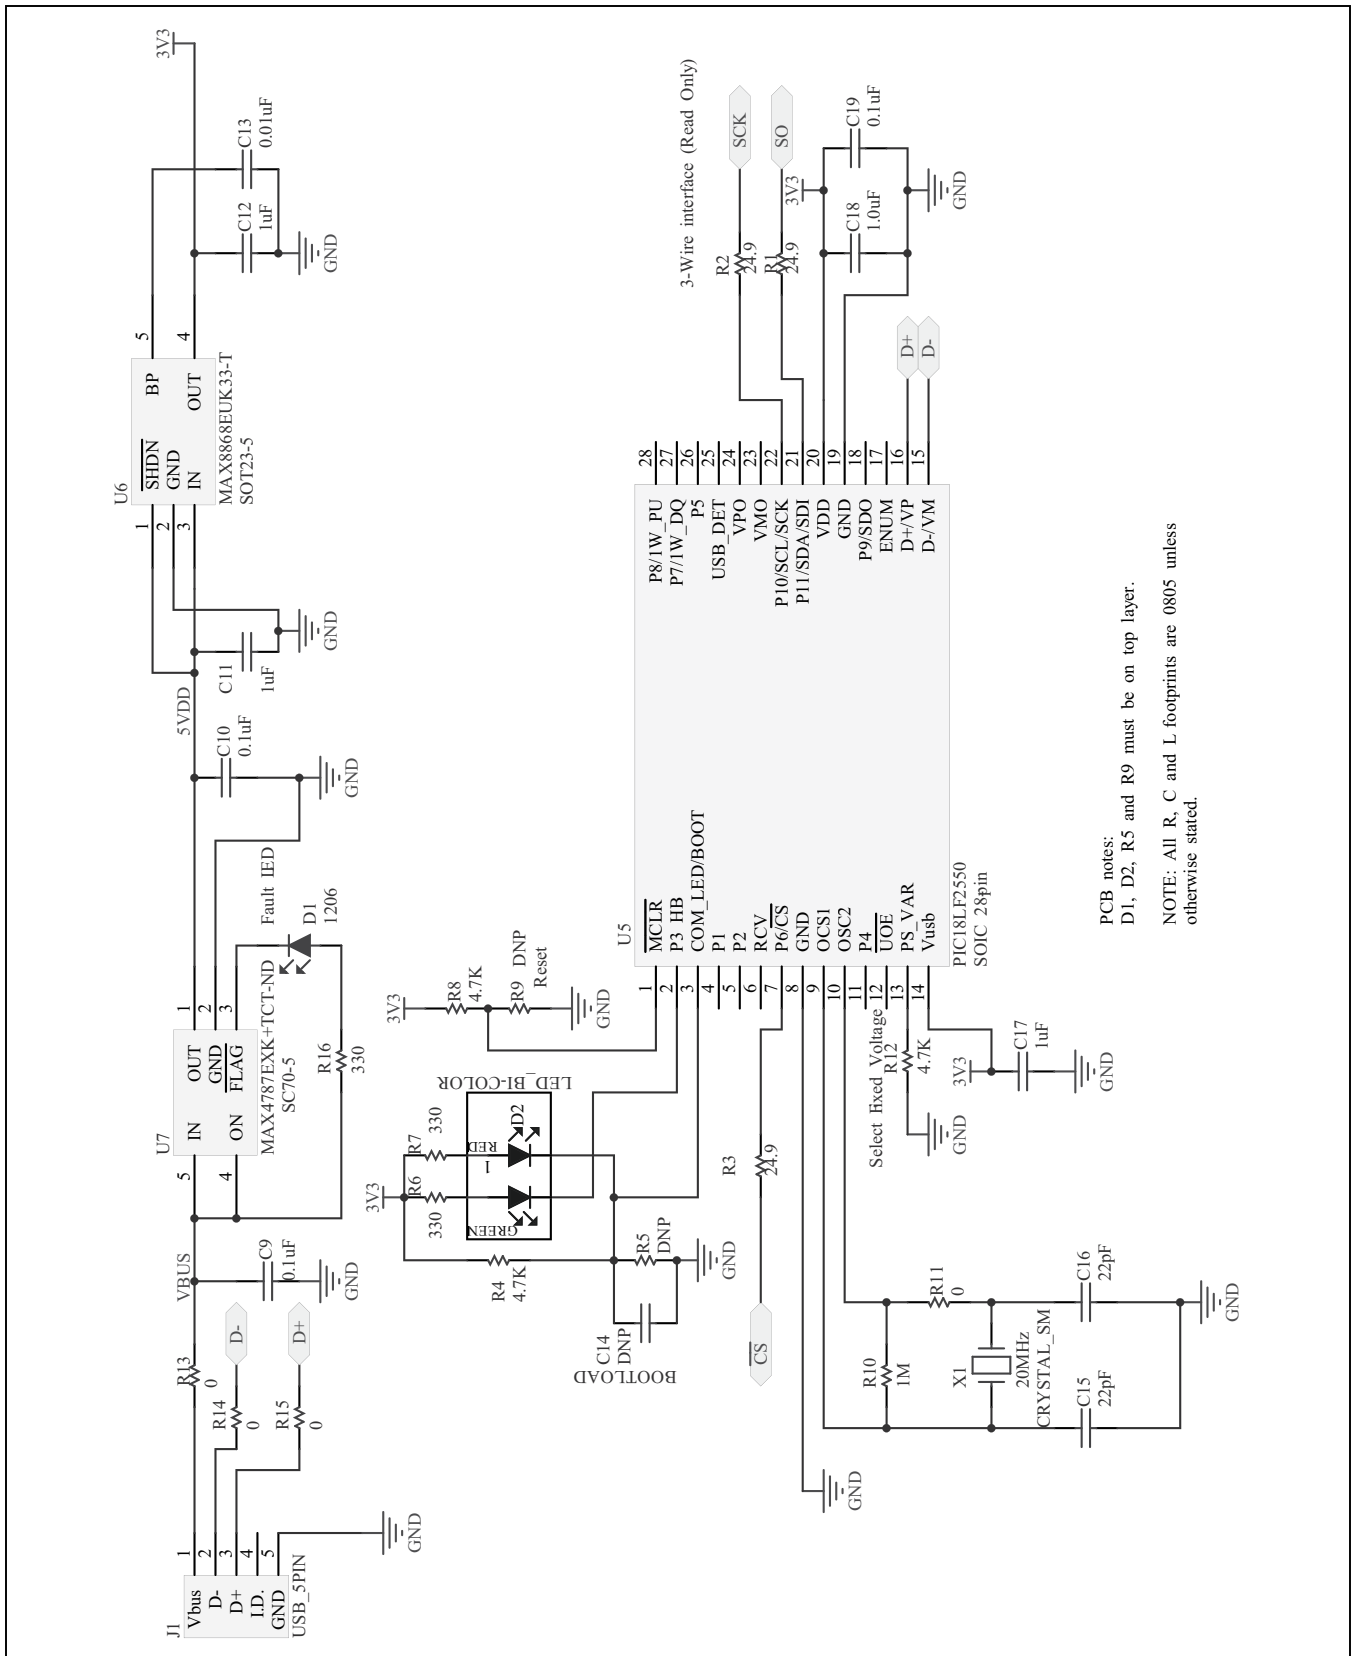 J1
Vbus
D-
D+
I.D.
GND
USB_5PIN
1
2
3
4
5
GND
R13
0
R14
0
R15
0
D-
D+
VBUS
C9
0.1uF
GND
U7
IN
ON
OUT
GND
FLAG
5
4
1
2
3
MAX4787EXK+TCT-ND
SC70-5
R16
330
Fault lED
D1
1206
C10
0.1uF
GND
5VDD
C11
1uF
GND
U6
SHDN
GND
IN
BP
OUT
1
2
3
5
4
MAX8868EUK33-T
SOT23-5
C12
1uF
C13
0.01uF
GND
3V3
3V3
R8
4.7K
R9
DNP
Reset
GND
3V3
R7
330
R6
330
LED_BI-COLOR
RED
1
D2
GREEN
R4
4.7K
R5
DNP
GND
C14
DNP
BOOTLOAD
CS
R3
24.9
U5
MCLR
P3 HB
COM_LED/BOOT
P1
P2
RCV
P6/CS
GND
OCS1
OSC2
P4
UOE
PS_VAR
Vusb
1
2
3
4
5
6
7
8
9
10
11
12
13
14
P8/1W_PU
P7/1W_DQ
P5
USB_DET
VPO
VMO
P10/SCL/SCK
P11/SDA/SDI
VDD
GND
P9/SDO
ENUM
D+/VP
D-/VM
28
27
26
25
24
23
22
21
20
19
18
17
16
15
PIC18LF2550
SOIC 28pin
Select fixed Voltage
R12
4.7K
GND
3V3
C17
1uF
GND
GND
R10
1M
R11
0
X1
20MHz
CRYSTAL_SM
C15
22pF
C16
22pF
GND
3-Wire interface (Read Only)
SCK
SO
R2
24.9
R1
24.9
3V3
C18
1.0uF
C19
0.1uF
GND
D+
D-
PCB notes:
D1, D2, R5 and R9 must be on top layer.
NOTE: All R, C and L footprints are 0805 unless
otherwise stated.